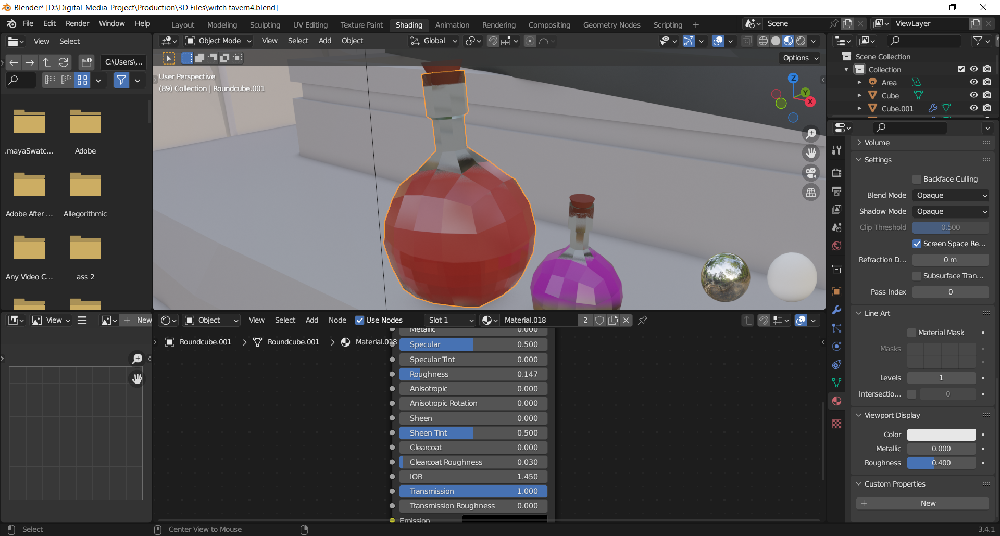 Blender* [D:\Digital-Media-Project\Production\3D Files\witch tavern4.blend]
File Edit Render Window Help
Layout Modeling Sculpting UV Editing Texture Paint Shading Animation Rendering Compositing Geometry Nodes Scripting +
Scene
ViewLayer
View Select
Object Mode View Select Add Object
Global
C:\Users\...
Options
User Perspective
(89) Collection | Roundcube.001
Z
Y
X
.mayaSwatc...
Adobe
Adobe After ...
Allegorithmic
Any Video C...
ass 2
Scene Collection
Collection
Area
Cube
Cube.001
Volume
Settings
Backface Culling
Blend Mode Opaque
Shadow Mode Opaque
Clip Threshold 0.500
Screen Space Re...
Refraction D... 0 m
Subsurface Tran...
Pass Index 0
Line Art
Material Mask
Masks
Levels 1
Intersectio... 0
Viewport Display
Color
Metallic 0.000
Roughness 0.400
Custom Properties
+ New
View
+ New
Object View Select Add Node Use Nodes
Slot 1
Material.018 2
Roundcube.001 > Roundcube.001 > Material.018
Metallic 0.000
Specular 0.500
Specular Tint 0.000
Roughness 0.147
Anisotropic 0.000
Anisotropic Rotation 0.000
Sheen 0.000
Sheen Tint 0.500
Clearcoat 0.000
Clearcoat Roughness 0.030
IOR 1.450
Transmission 1.000
Transmission Roughness 0.000
Emission
Select
Center View to Mouse
3.4.1